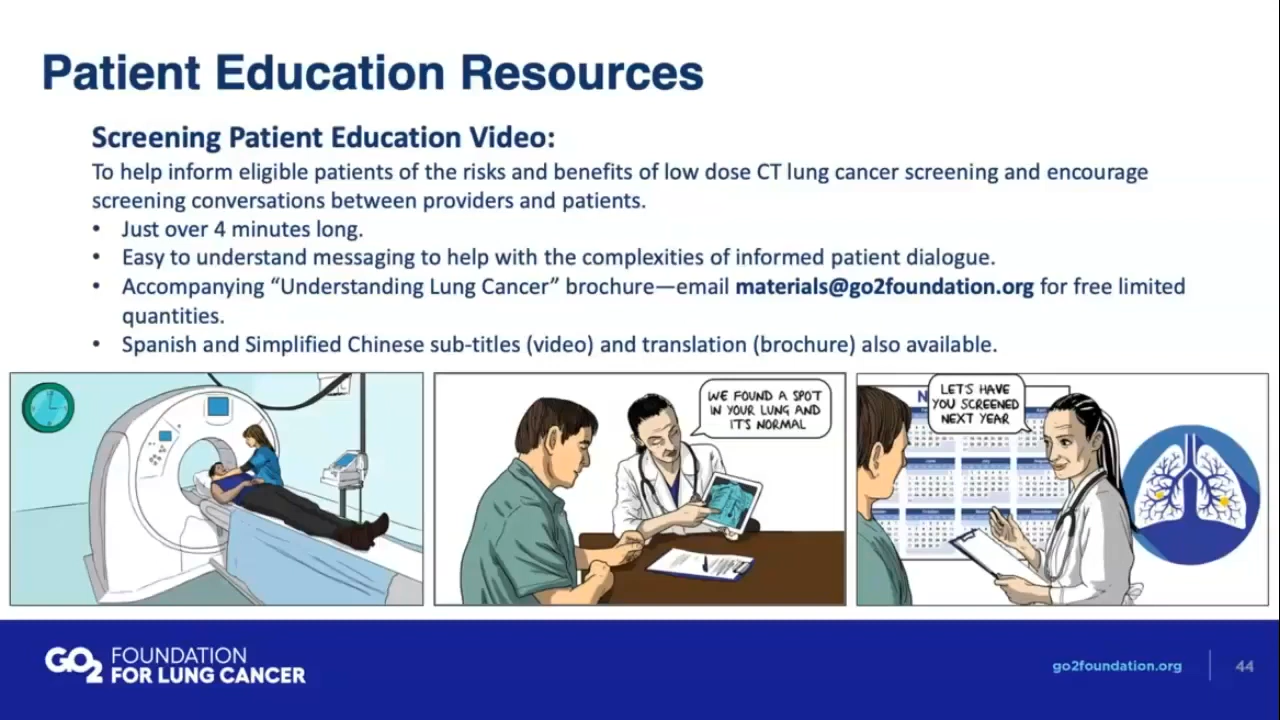 Patient Education Resources
Screening Patient Education Video:
To help inform eligible patients of the risks and benefits of low dose CT lung cancer screening and encourage
screening conversations between providers and patients.
• Just over 4 minutes long.
• Easy to understand messaging to help with the complexities of informed patient dialogue.
• Accompanying “Understanding Lung Cancer” brochure—email materials@go2foundation.org for free limited
quantities.
• Spanish and Simplified Chinese sub-titles (video) and translation (brochure) also available.
WE FOUND A SPOT
IN YOUR LUNG AND
IT'S NORMAL
LET'S HAVE
YOU SCREENED
NEXT YEAR
GO2 FOUNDATION
FOR LUNG CANCER
go2foundation.org
44